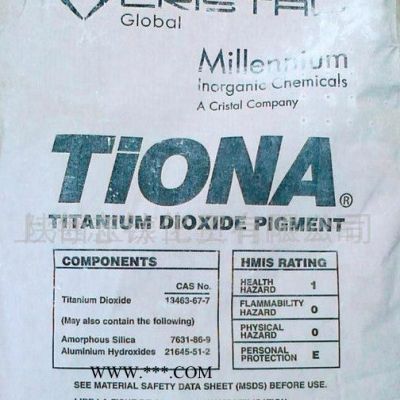 CRISTAL
Global
Millennium
Inorganic Chemicals
A Cristal Company
TiONA®
TITANIUM DIOXIDE PIGMENT
COMPONENTS
CAS No.
Titanium Dioxide 13463-67-7
(May also contain the following)
Amorphous Silica 7631-86-9
Aluminium Hydroxides 21645-51-2
HMIS RATING
HEALTH HAZARD 1
FLAMMABILITY HAZARD 0
PHYSICAL HAZARD 0
PERSONAL PROTECTION E
WWW.***.COM
SEE MATERIAL SAFETY DATA SHEET (MSDS) BEFORE USE.